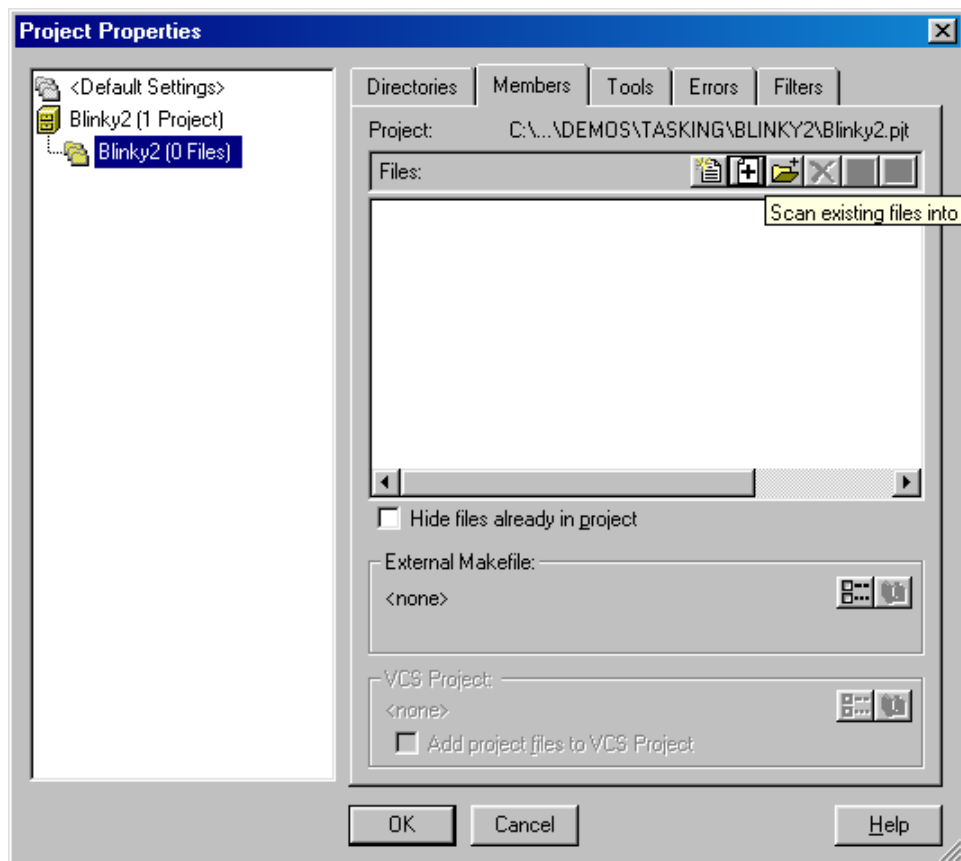 Project Properties
<Default Settings>
Blinky2 (1 Project)
Blinky2 (0 Files)
Directories Members Tools Errors Filters
Project: C:\...\DEMOS\TASKING\BLINKY2\Blinky2.pjt
Files:
Scan existing files into
Hide files already in project
External Makefile:
<none>
VCS Project:
<none>
Add project files to VCS Project
OK Cancel Help